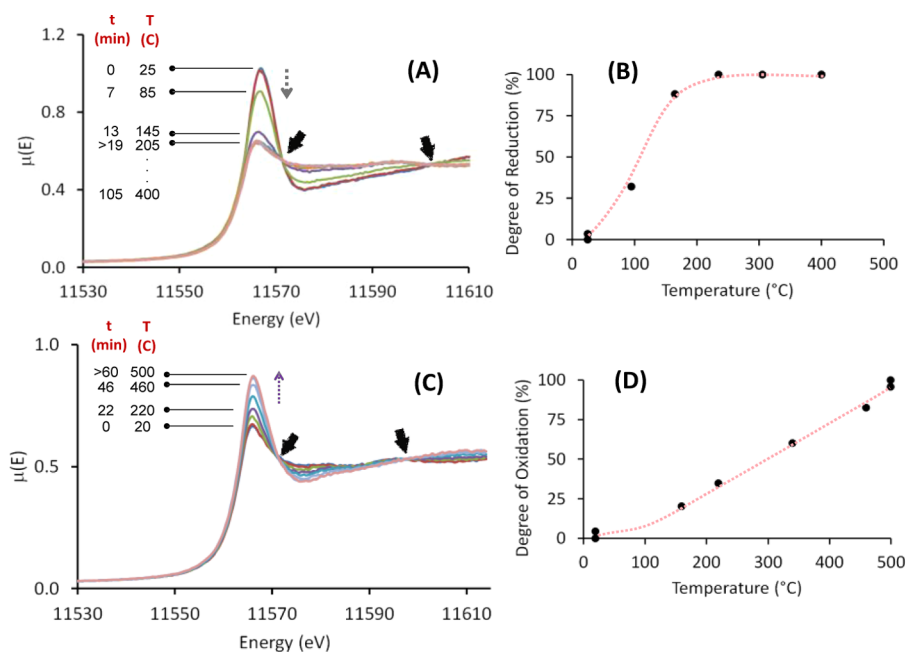 t T
(min) (C)
0 25
7 85
13 145
>19 205
.
.
.
105 400
(A)
1.2
0.8
0.4
0.0
μ(E)
11530 11550 11570 11590 11610
Energy (eV)
(B)
100
75
50
25
0
Degree of Reduction (%)
0 100 200 300 400 500
Temperature (°C)
t T
(min) (C)
>60 500
46 460
22 220
0 20
(C)
1.0
0.5
0.0
μ(E)
11530 11550 11570 11590 11610
Energy (eV)
(D)
100
75
50
25
0
Degree of Oxidation (%)
0 100 200 300 400 500
Temperature (°C)